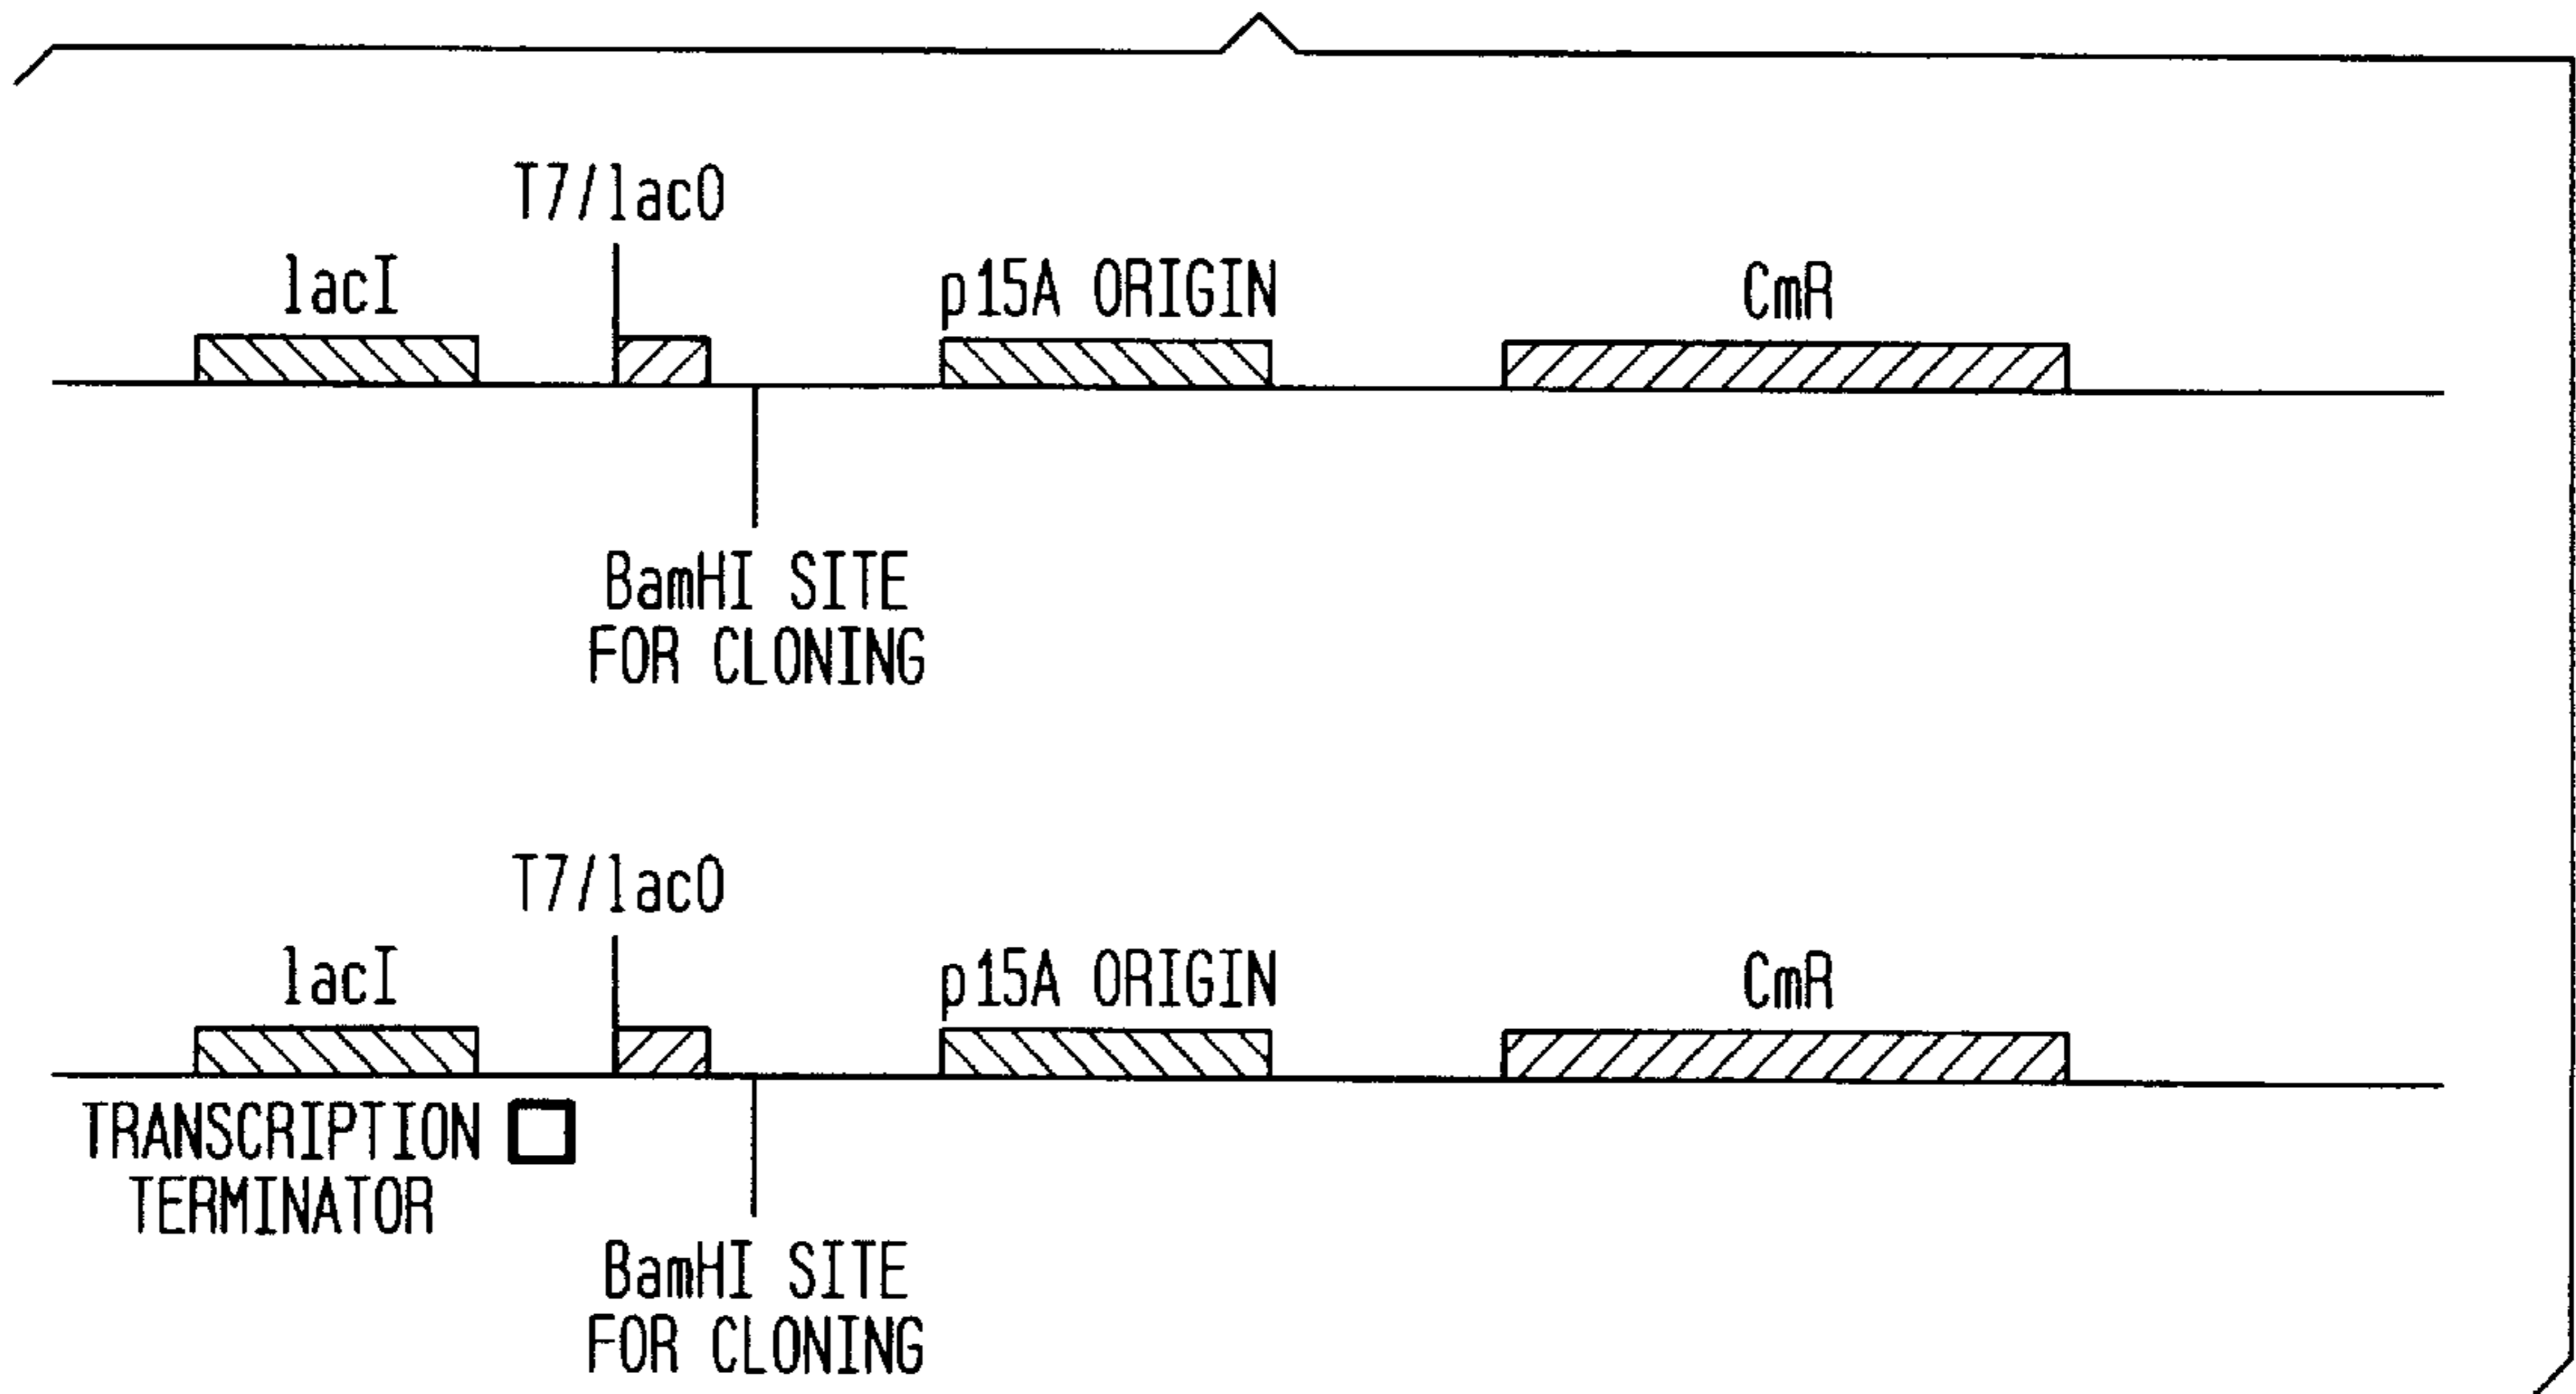 T7/lacO
lacI
p15A ORIGIN
CmR
BamHI SITE
FOR CLONING
T7/lacO
lacI
p15A ORIGIN
CmR
TRANSCRIPTION
TERMINATOR
BamHI SITE
FOR CLONING